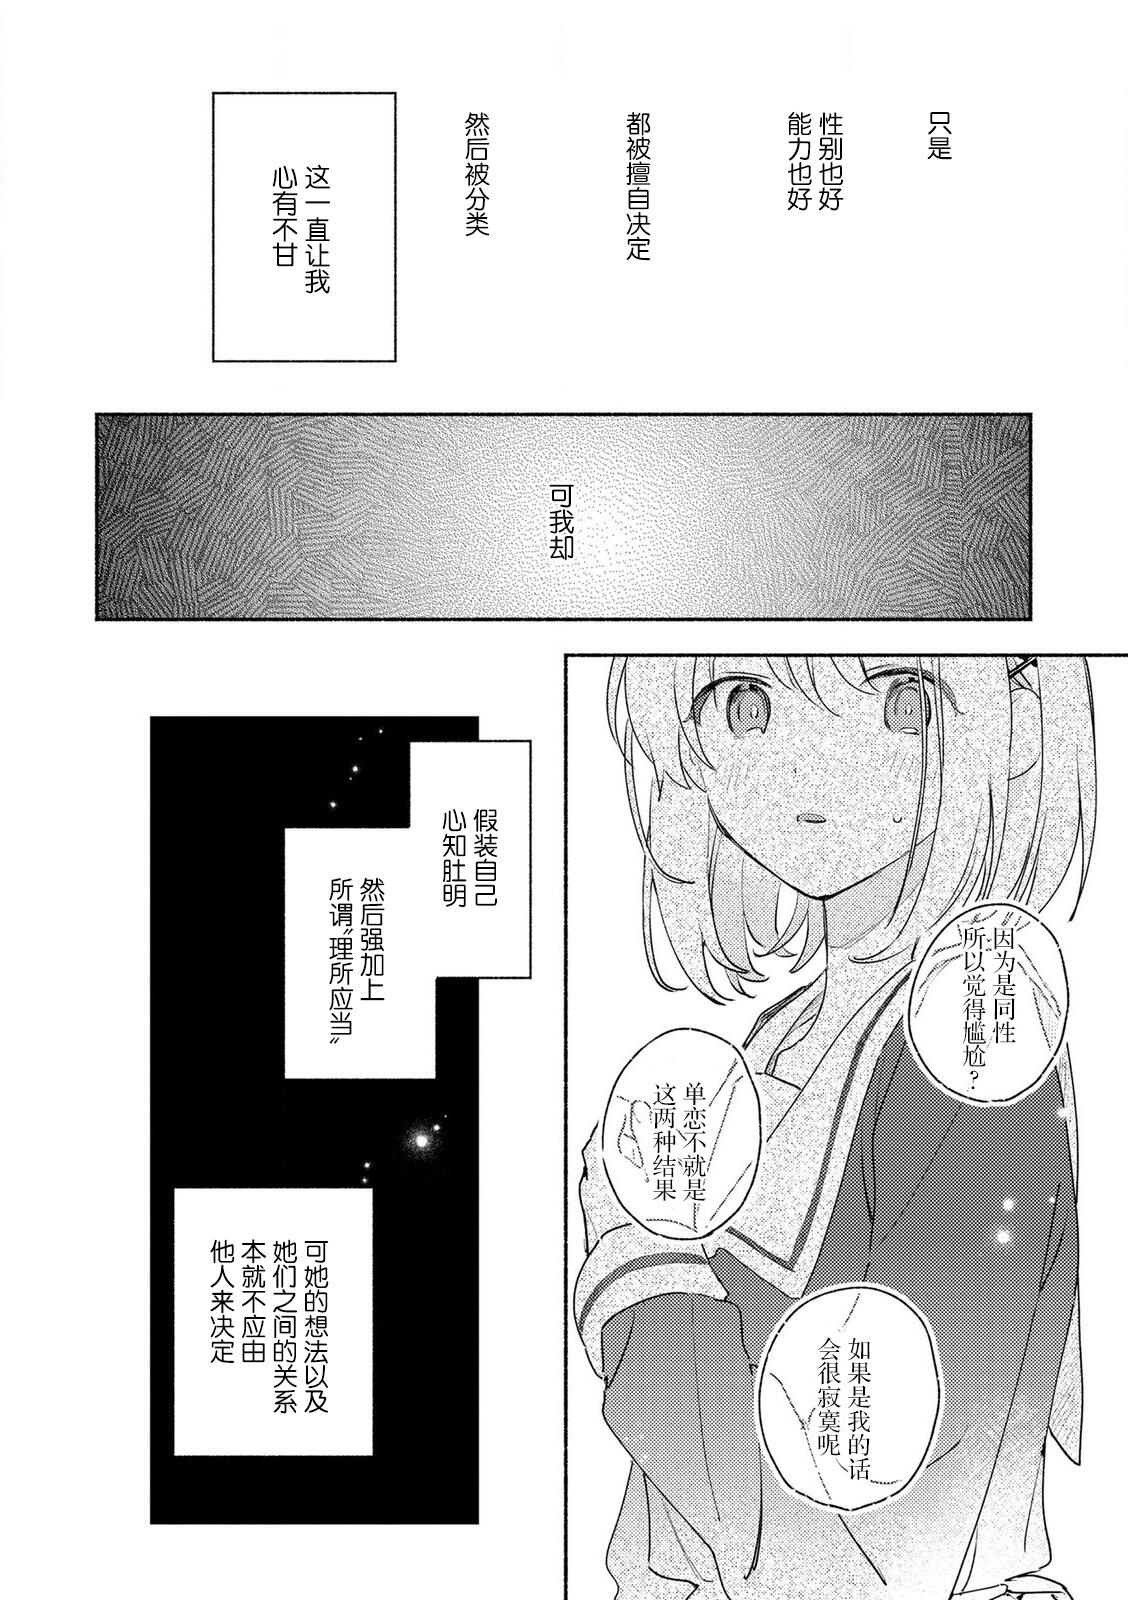 只是
性别也好
能力也好
都被擅自决定
然后被分类
这一直让我
心有不甘
可我却
因为是同性
所以觉得尴尬？
单恋不就是
这两种结果
如果是我的话
会很寂寞呢
假装自己
心知肚明
然后强加上
所谓“理所应当”
可她的想法以及
她们之间的关系
本就不应由
他人来决定